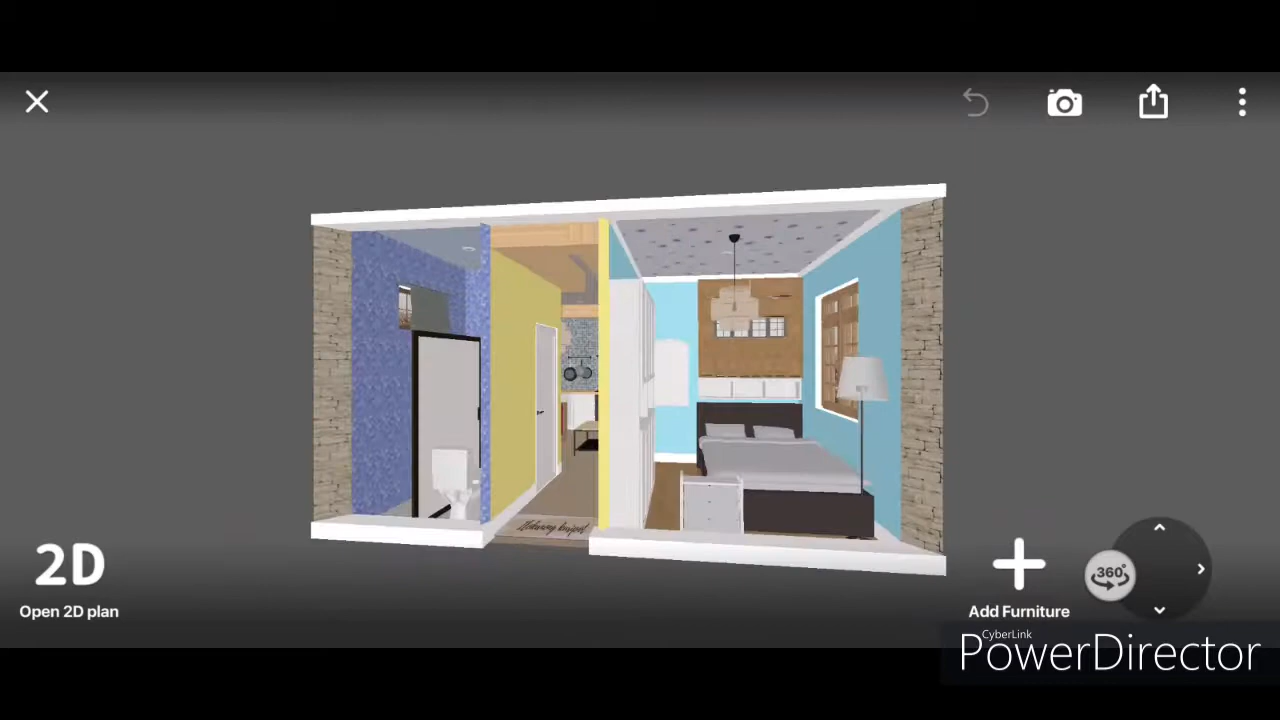 2D
Open 2D plan
360°
Add Furniture
CyberLink
PowerDirector